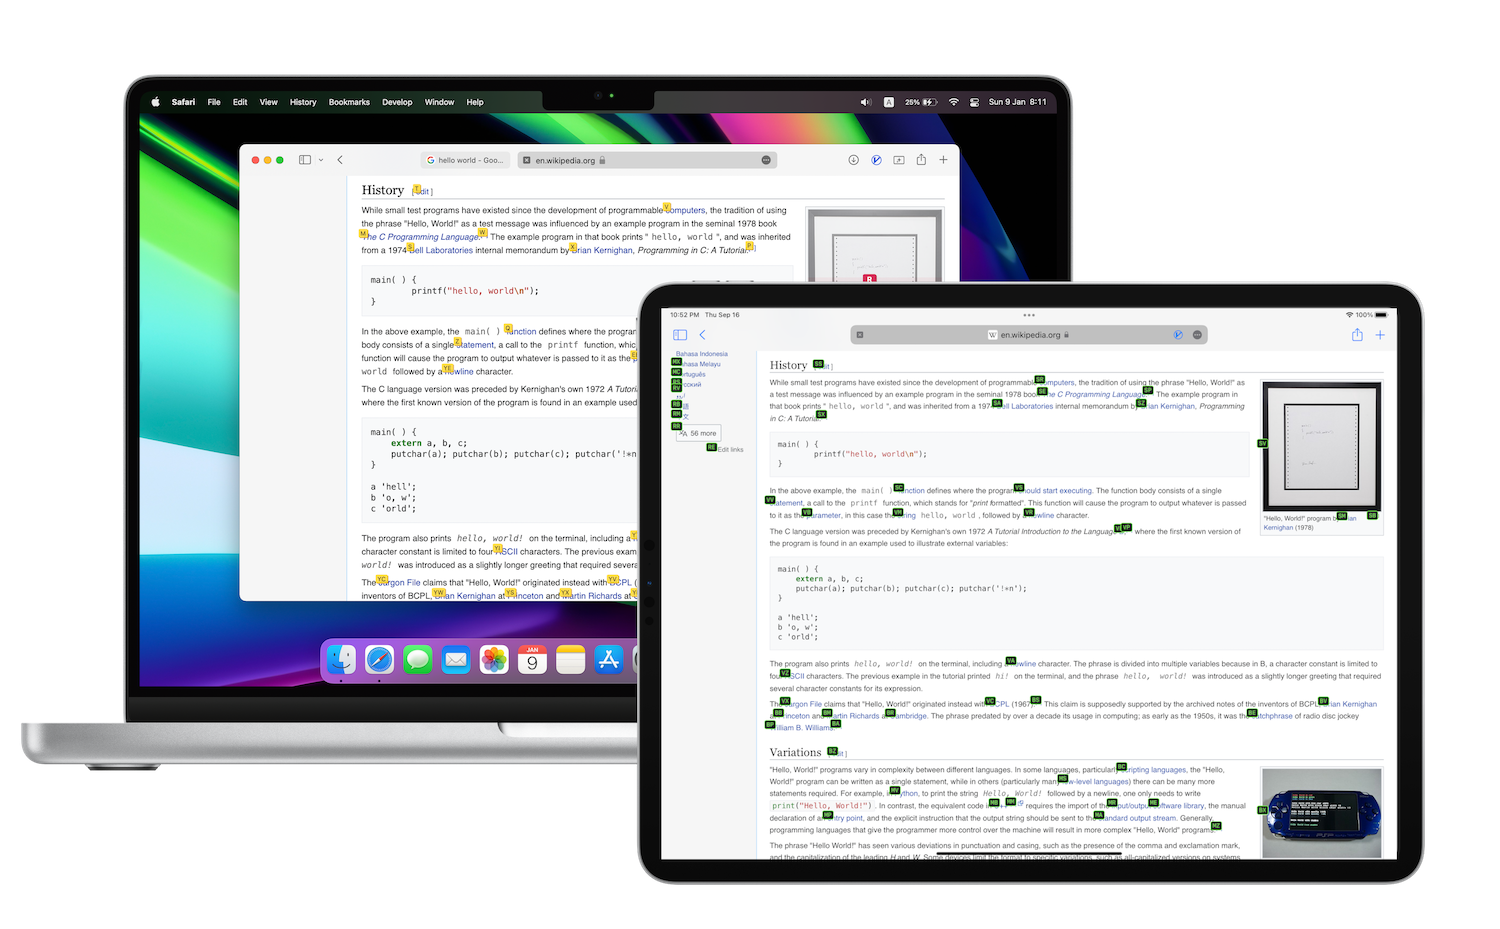 Safari File Edit View History Bookmarks Develop Window Help
A 25% Sun 9 Jan 8:11
hello world - Goo... en.wikipedia.org
History [edit]
While small test programs have existed since the development of programmable computers, the tradition of using
the phrase "Hello, World!" as a test message was influenced by an example program in the seminal 1978 book
The C Programming Language. The example program in that book prints "hello, world", and was inherited
from a 1974 Bell Laboratories internal memorandum by Brian Kernighan, Programming in C: A Tutorial:
main( ) {
printf("hello, world\n");
}
In the above example, the main( ) function defines where the program
body consists of a single statement, a call to the printf function, whic
function will cause the program to output whatever is passed to it as the
world followed by a newline character.
The C language version was preceded by Kernighan's own 1972 A Tutori
where the first known version of the program is found in an example used
main( ) {
extern a, b, c;
putchar(a); putchar(b); putchar(c); putchar('!*n
}
a 'hell';
b 'o, w';
c 'orld';
The program also prints hello, world! on the terminal, including a
character constant is limited to four ASCII characters. The previous exam
world! was introduced as a slightly longer greeting that required severa
The Jargon File claims that "Hello, World!" originated instead with BCPL (
inventors of BCPL, Brian Kernighan at Princeton and Martin Richards at
JAN
9
10:52 PM Thu Sep 16
100%
W en.wikipedia.org
Bahasa Indonesia
Bahasa Melayu
56 more
Edit links
History [edit]
While small test programs have existed since the development of programmable computers, the tradition of using the phrase "Hello, World!" as
a test message was influenced by an example program in the seminal 1978 book The C Programming Language. The example program in
that book prints "hello, world", and was inherited from a 1974 Bell Laboratories internal memorandum by Brian Kernighan, Programming
in C: A Tutorial:
main( ) {
printf("hello, world\n");
}
In the above example, the main( ) function defines where the program should start executing. The function body consists of a single
statement, a call to the printf function, which stands for "print formatted". This function will cause the program to output whatever is passed
to it as the parameter, in this case the string hello, world, followed by a newline character.
The C language version was preceded by Kernighan's own 1972 A Tutorial Introduction to the Language B, where the first known version of
the program is found in an example used to illustrate external variables:
main( ) {
extern a, b, c;
putchar(a); putchar(b); putchar(c); putchar('!*n');
}
a 'hell';
b 'o, w';
c 'orld';
The program also prints hello, world! on the terminal, including a newline character. The phrase is divided into multiple variables because in B, a character constant is limited to
four ASCII characters. The previous example in the tutorial printed hi! on the terminal, and the phrase hello, world! was introduced as a slightly longer greeting that required
several character constants for its expression.
The Jargon File claims that "Hello, World!" originated instead with BCPL (1967). This claim is supposedly supported by the archived notes of the inventors of BCPL Brian Kernighan
at Princeton and Martin Richards at Cambridge. The phrase predated by over a decade its usage in computing; as early as the 1950s, it was the catchphrase of radio disc jockey
William B. Williams.
"Hello, World!" program by Brian
Kernighan (1978)
Variations [edit]
"Hello, World!" programs vary in complexity between different languages. In some languages, particularly scripting languages, the "Hello,
World!" program can be written as a single statement, while in others (particularly many low-level languages) there can be many more
statements required. For example, in Python, to print the string Hello, World! followed by a newline, one only needs to write
print("Hello, World!"). In contrast, the equivalent code in requires the import of the input/output software library, the manual
declaration of an entry point, and the explicit instruction that the output string should be sent to the standard output stream. Generally,
programming languages that give the programmer more control over the machine will result in more complex "Hello, World" programs.
The phrase "Hello World!" has seen various deviations in punctuation and casing, such as the presence of the comma and exclamation mark,
and the capitalization of the leading H and W. Some devices limit the format to specific variations, such as all-capitalized versions on systems